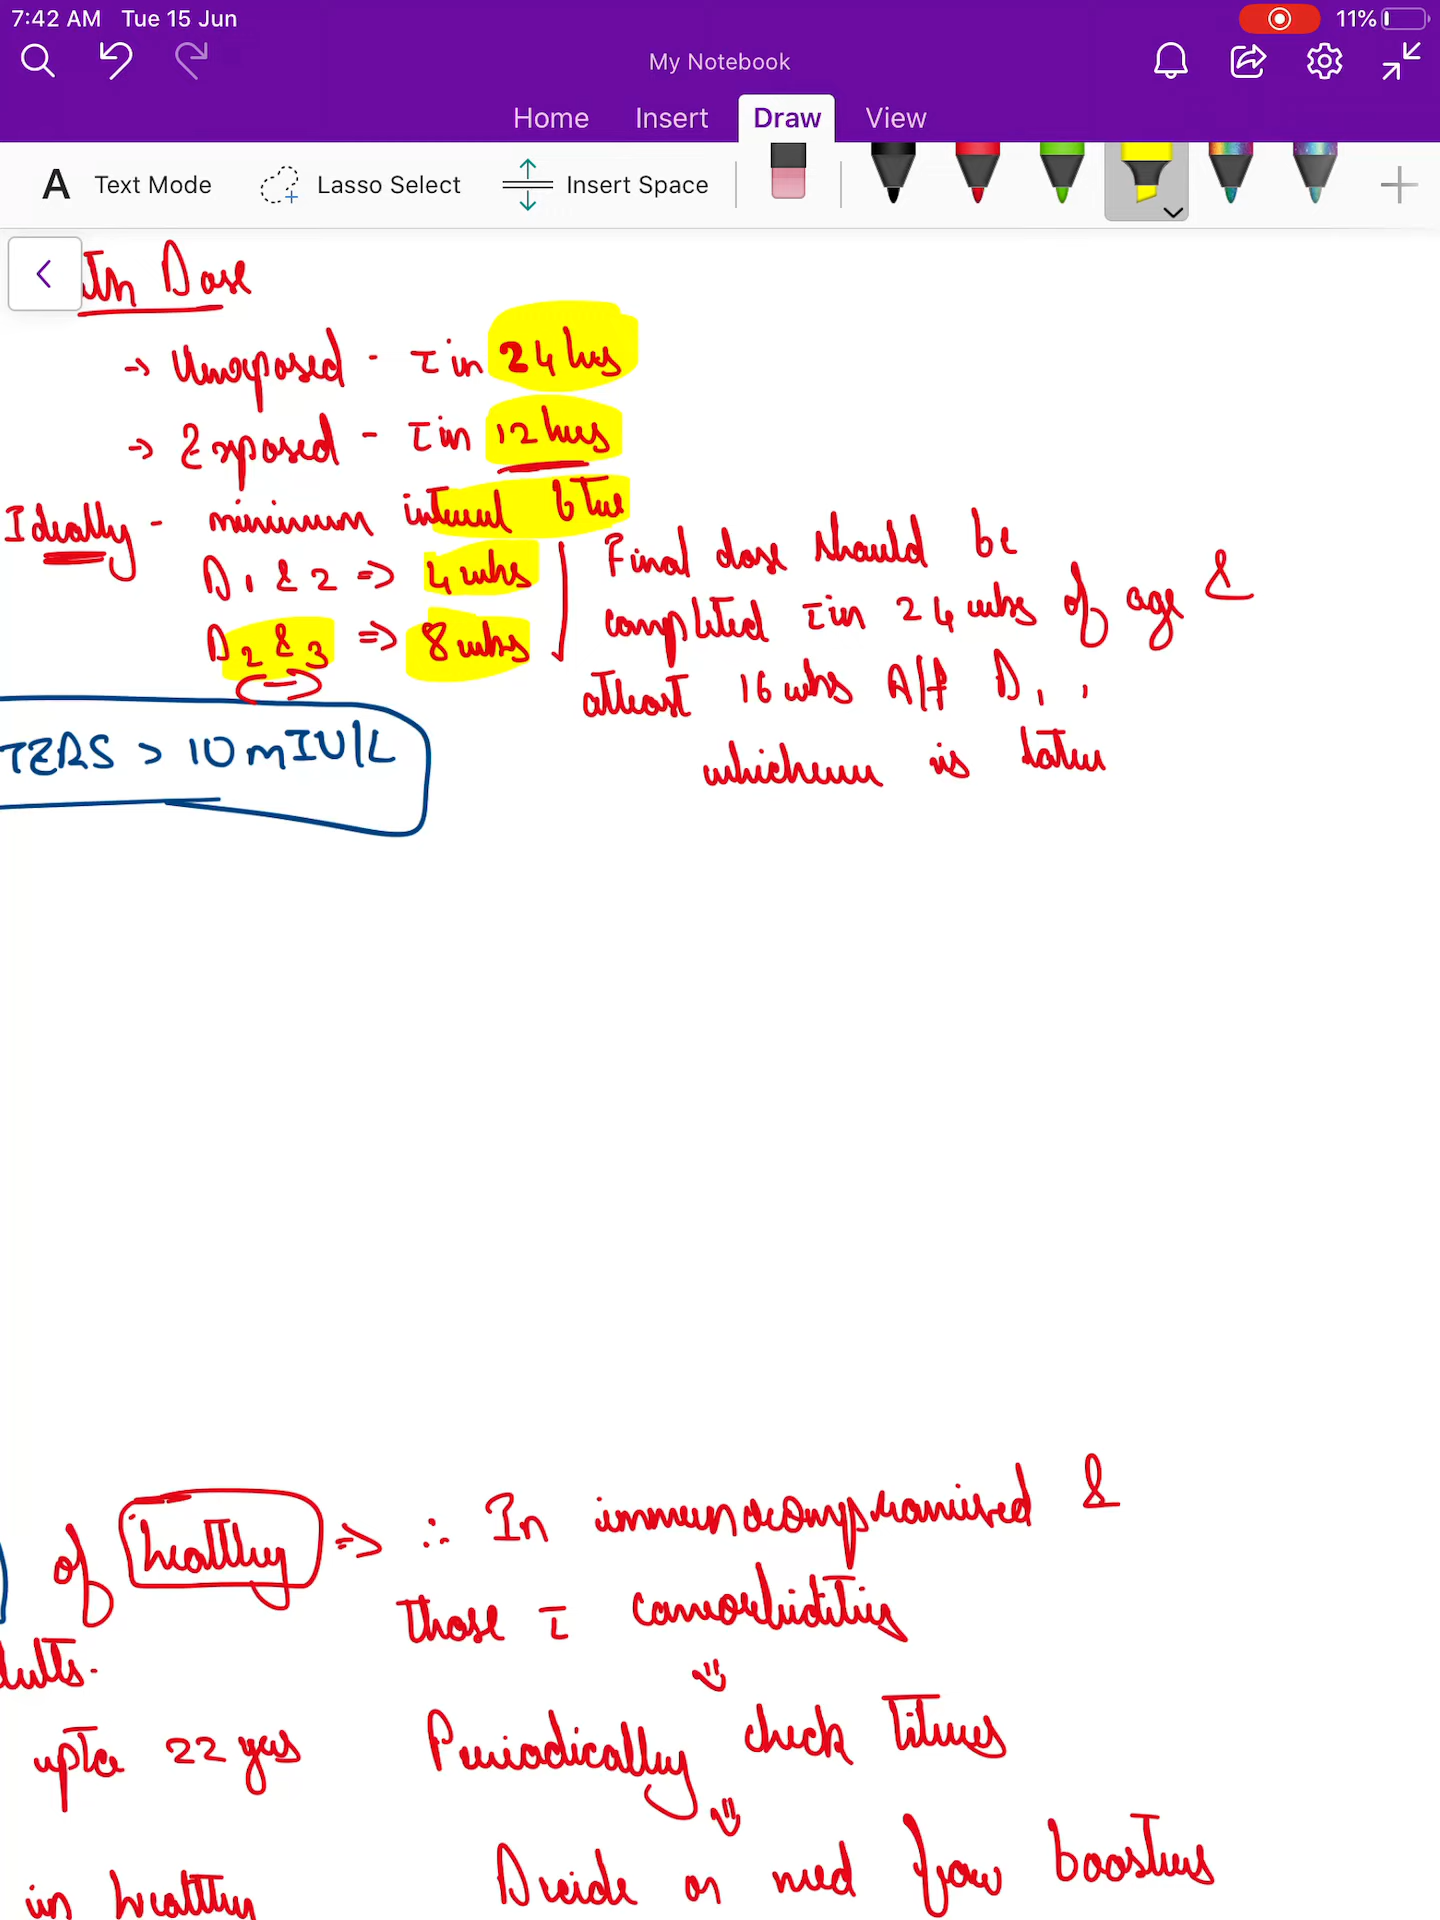 7:42 AM Tue 15 Jun
11%
My Notebook
Home Insert Draw View
A Text Mode Lasso Select Insert Space
th Dose
→ Unexposed - c̄ in 24 hrs
→ Exposed - c̄ in 12 hrs
Ideally - minimum interval btw
D1 & 2 => 4 wks
D2 & 3 => 8 wks
Final dose should be
completed c̄ in 24 wks of age &
atleast 16 wks A/f D1,
whichever is later
TERS > 10 mIU/L
of healthy => ∴ In immunocompromised &
those c̄ comorbidities
dults.
upto 22 yrs
Periodically check titres
Decide on need for boosters
in healthy